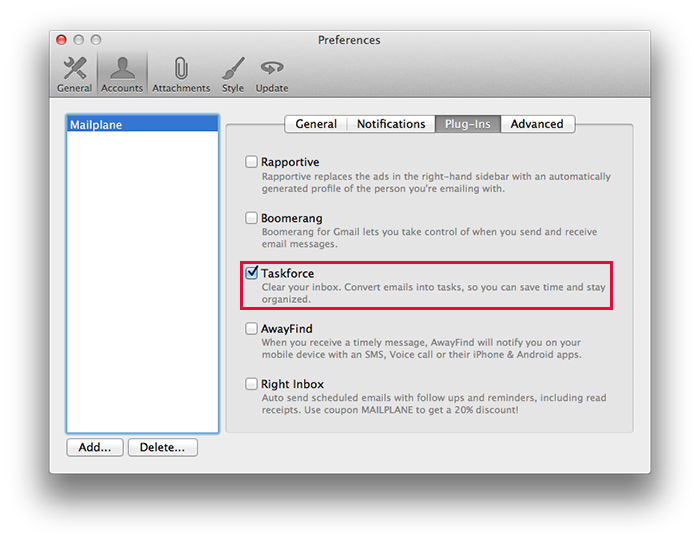 Preferences
General Accounts Attachments Style Update
Mailplane
General Notifications Plug-Ins Advanced
Rapportive
Rapportive replaces the ads in the right-hand sidebar with an automatically
generated profile of the person you're emailing with.
Boomerang
Boomerang for Gmail lets you take control of when you send and receive
email messages.
Taskforce
Clear your inbox. Convert emails into tasks, so you can save time and stay
organized.
AwayFind
When you receive a timely message, AwayFind will notify you on your
mobile device with an SMS, Voice call or their iPhone & Android apps.
Right Inbox
Auto send scheduled emails with follow ups and reminders, including read
receipts. Use coupon MAILPLANE to get a 20% discount!
Add... Delete...